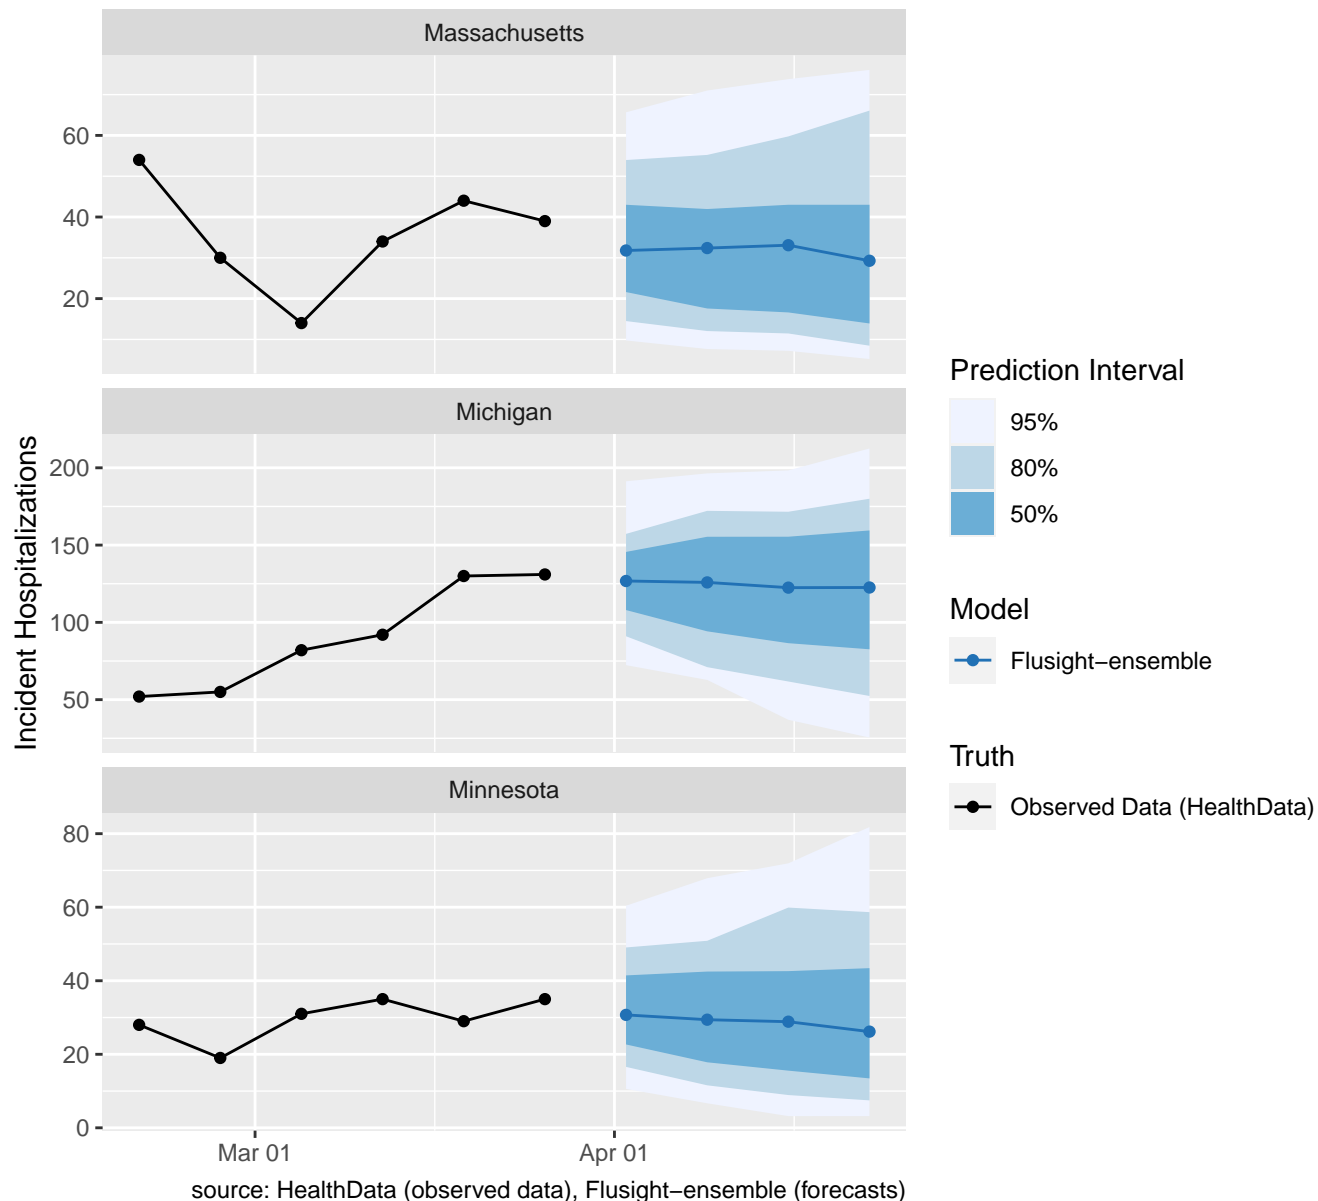 Massachusetts
60
40
20
Michigan
200
150
100
50
Minnesota
80
60
40
20
0
Mar 01
Apr 01
Incident Hospitalizations
source: HealthData (observed data), Flusight−ensemble (forecasts)
Prediction Interval
95%
80%
50%
Model
Flusight−ensemble
Truth
Observed Data (HealthData)